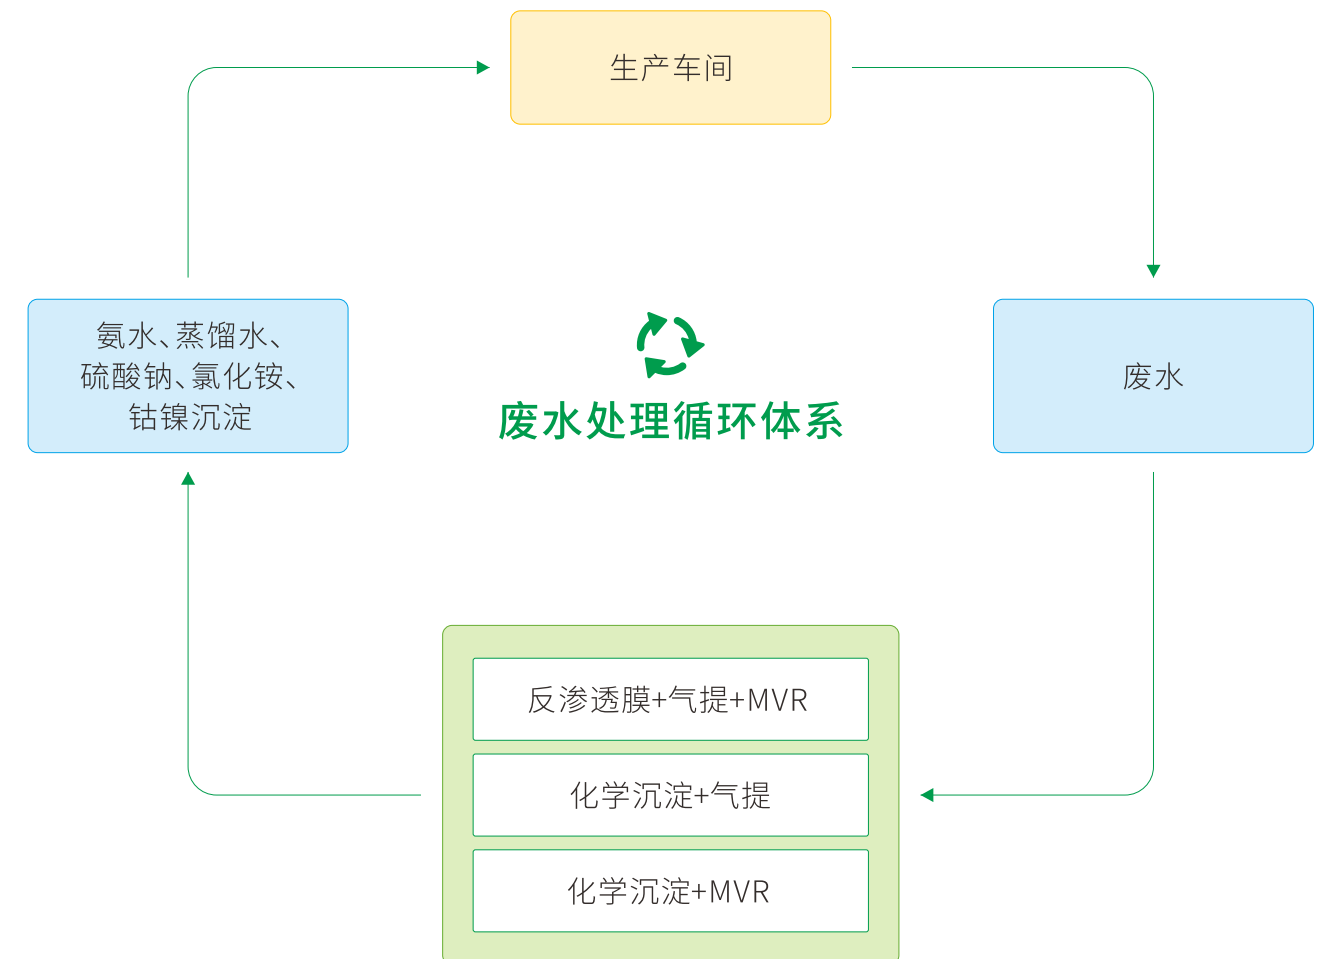 生产车间
氨水、蒸馏水、
硫酸钠、氯化铵、
钴镍沉淀
废水处理循环体系
废水
反渗透膜+气提+MVR
化学沉淀+气提
化学沉淀+MVR